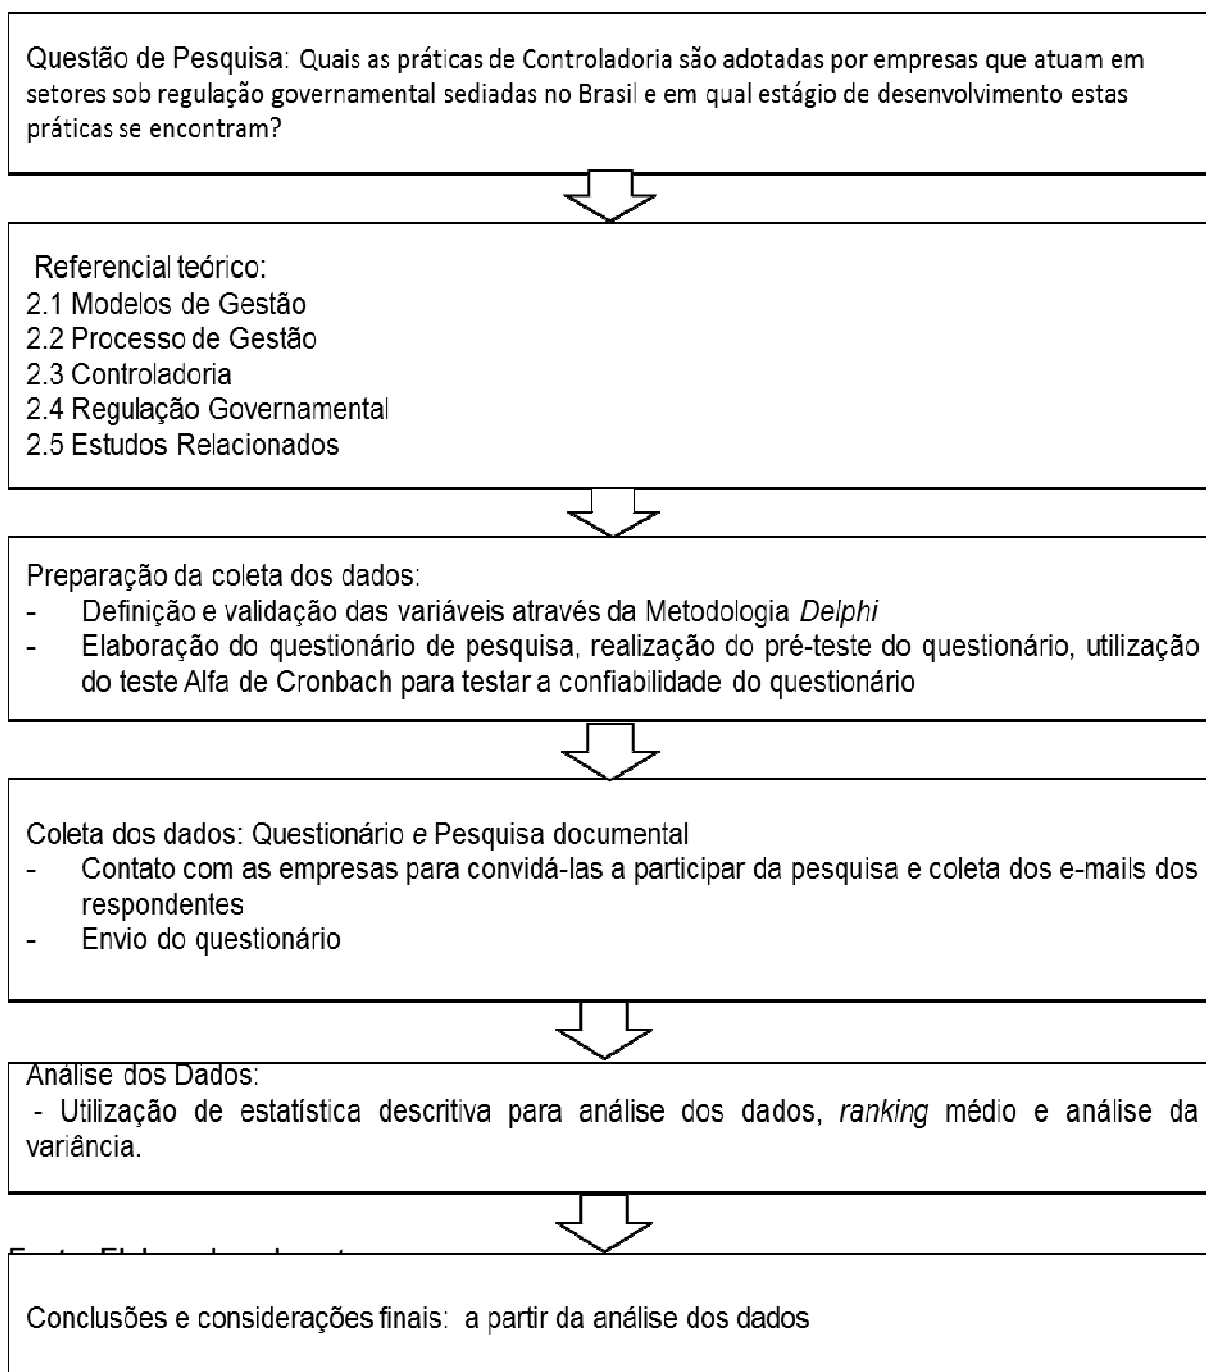 Questão de Pesquisa: Quais as práticas de Controladoria são adotadas por empresas que atuam em
setores sob regulação governamental sediadas no Brasil e em qual estágio de desenvolvimento estas
práticas se encontram?
Referencial teórico:
2.1 Modelos de Gestão
2.2 Processo de Gestão
2.3 Controladoria
2.4 Regulação Governamental
2.5 Estudos Relacionados
Preparação da coleta dos dados:
- Definição e validação das variáveis através da Metodologia Delphi
- Elaboração do questionário de pesquisa, realização do pré-teste do questionário, utilização
do teste Alfa de Cronbach para testar a confiabilidade do questionário
Coleta dos dados: Questionário e Pesquisa documental
- Contato com as empresas para convidá-las a participar da pesquisa e coleta dos e-mails dos
respondentes
- Envio do questionário
Análise dos Dados:
- Utilização de estatística descritiva para análise dos dados, ranking médio e análise da
variância.
Conclusões e considerações finais: a partir da análise dos dados